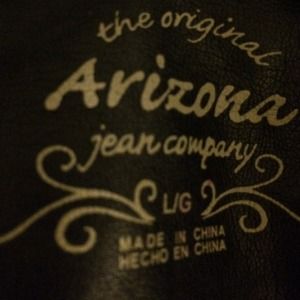 the original
Arizona
jean company
L/G
MADE IN CHINA
HECHO EN CHINA